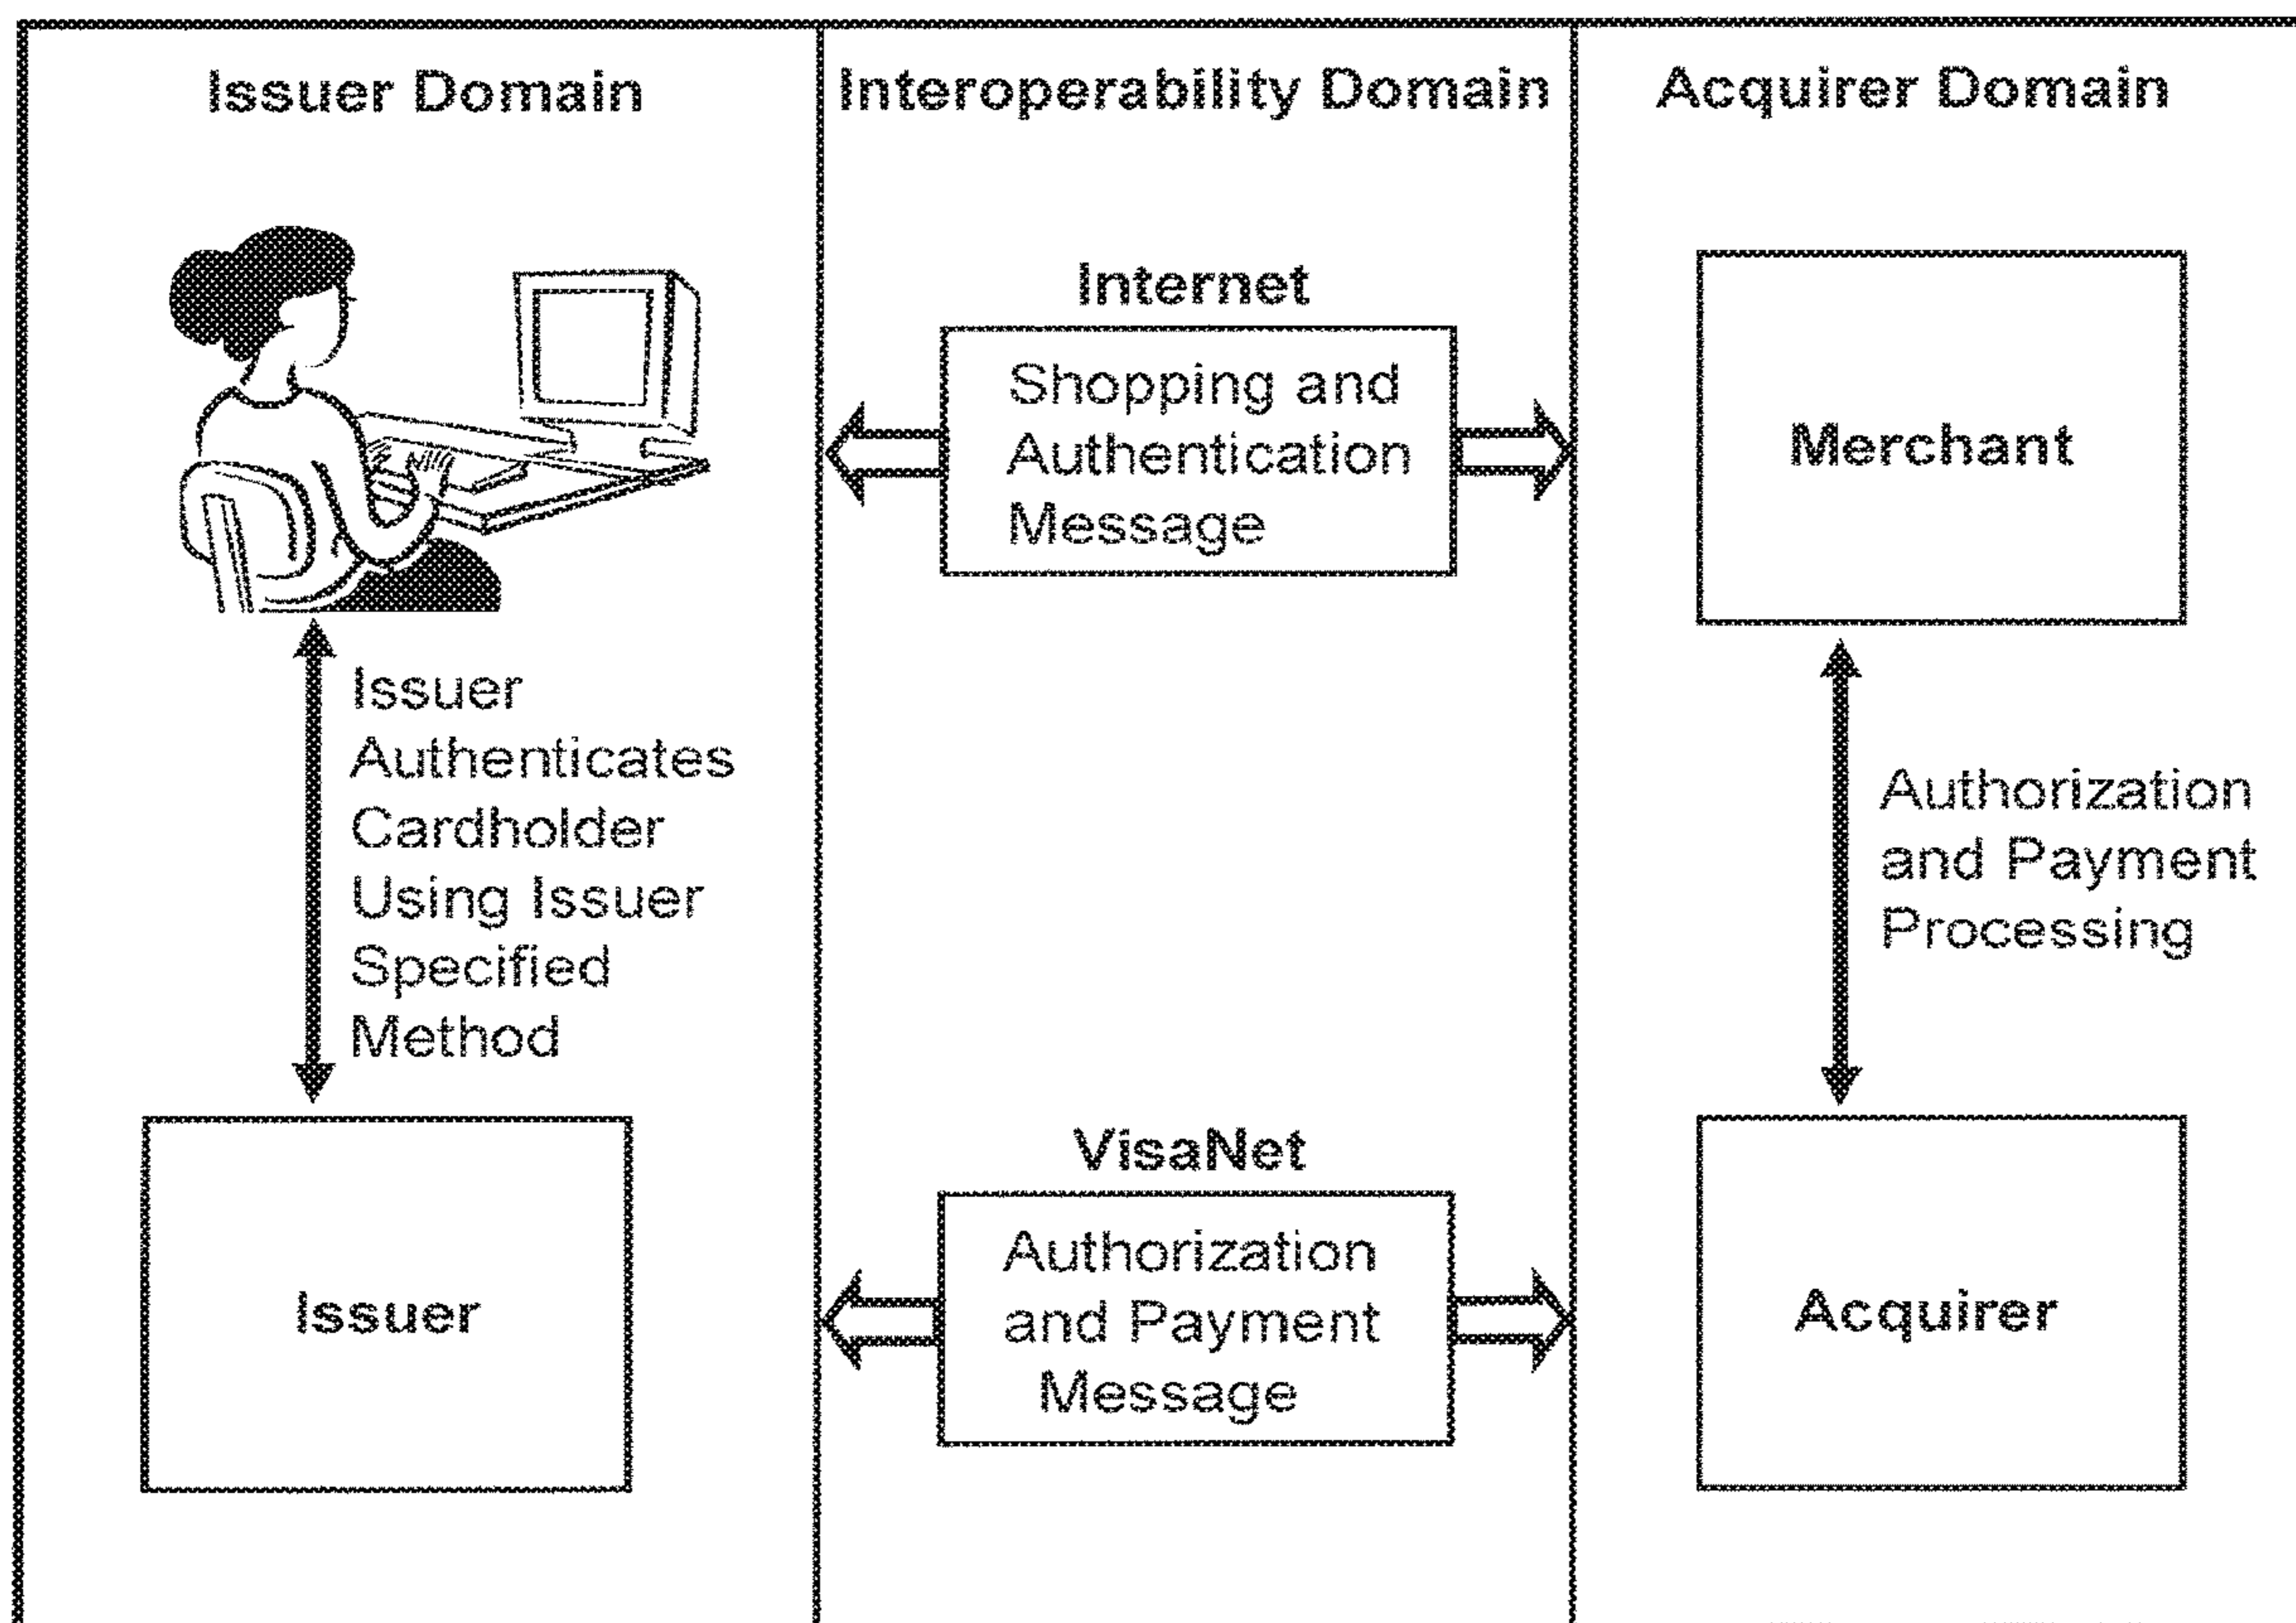 Issuer Domain
Interoperability Domain
Acquirer Domain
Internet
Shopping and
Authentication
Message
Merchant
Issuer
Authenticates
Cardholder
Using Issuer
Specified
Method
Authorization
and Payment
Processing
VisaNet
Authorization
and Payment
Message
Issuer
Acquirer